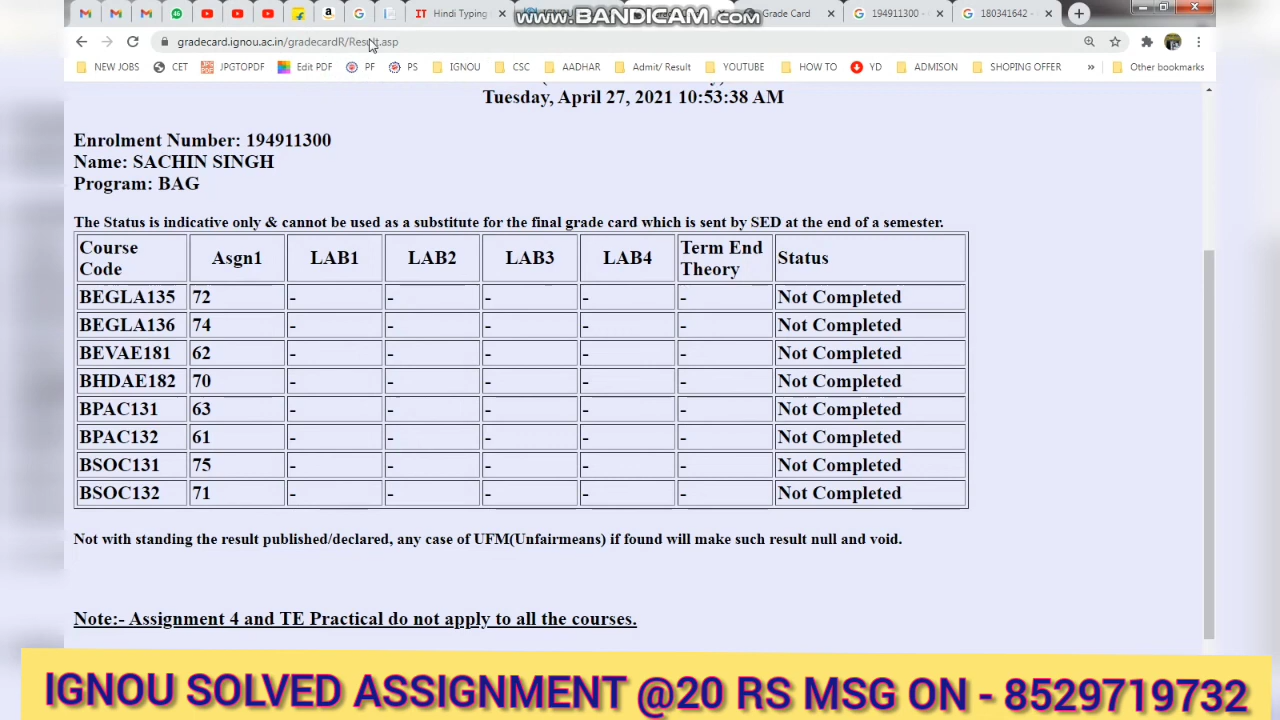 46
IT Hindi Typing
www.BANDICAM.com
Grade Card
194911300 -
180341642 -
gradecard.ignou.ac.in/gradecardR/Result.asp
NEW JOBS CET JPGTOPDF Edit PDF PF PS IGNOU CSC AADHAR Admit/ Result YOUTUBE HOW TO YD ADMISON SHOPING OFFER » Other bookmarks
Tuesday, April 27, 2021 10:53:38 AM
Enrolment Number: 194911300
Name: SACHIN SINGH
Program: BAG
The Status is indicative only & cannot be used as a substitute for the final grade card which is sent by SED at the end of a semester.
Course Code Asgn1 LAB1 LAB2 LAB3 LAB4 Term End Theory Status
BEGLA135 72 - - - - - Not Completed
BEGLA136 74 - - - - - Not Completed
BEVAE181 62 - - - - - Not Completed
BHDAE182 70 - - - - - Not Completed
BPAC131 63 - - - - - Not Completed
BPAC132 61 - - - - - Not Completed
BSOC131 75 - - - - - Not Completed
BSOC132 71 - - - - - Not Completed
Not with standing the result published/declared, any case of UFM(Unfairmeans) if found will make such result null and void.
Note:- Assignment 4 and TE Practical do not apply to all the courses.
IGNOU SOLVED ASSIGNMENT @20 RS MSG ON - 8529719732